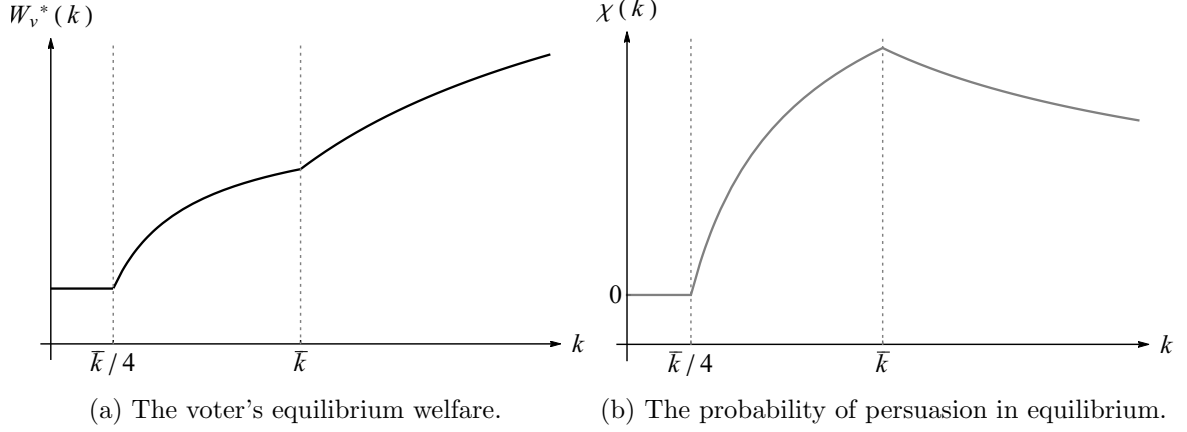 W_v*(k)
k̄/4
k̄
k
(a) The voter's equilibrium welfare.
χ(k)
0
k̄/4
k̄
k
(b) The probability of persuasion in equilibrium.